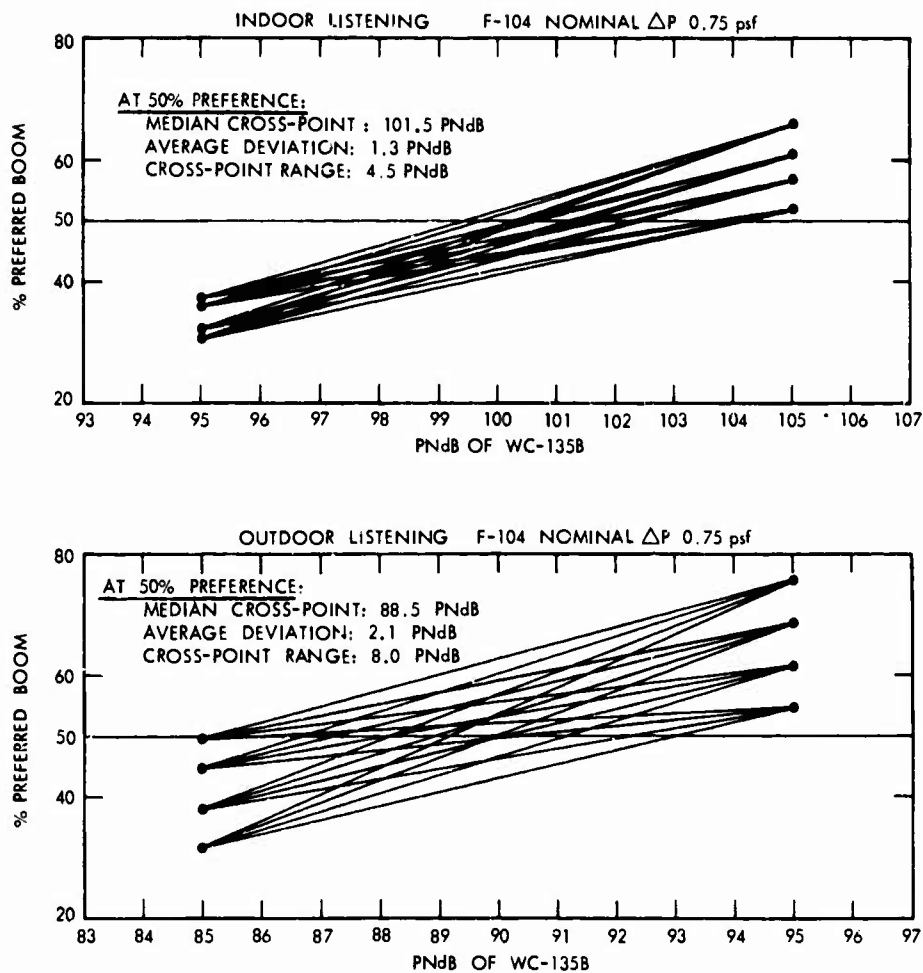 INDOOR LISTENING F-104 NOMINAL △P 0.75 psf
80
60
50
40
20
% PREFERRED BOOM
AT 50% PREFERENCE:
MEDIAN CROSS-POINT : 101.5 PNdB
AVERAGE DEVIATION: 1.3 PNdB
CROSS-POINT RANGE: 4.5 PNdB
93 94 95 96 97 98 99 100 101 102 103 104 105 106 107
PNdB OF WC-135B
OUTDOOR LISTENING F-104 NOMINAL △P 0.75 psf
80
60
50
40
20
% PREFERRED BOOM
AT 50% PREFERENCE:
MEDIAN CROSS-POINT: 88.5 PNdB
AVERAGE DEVIATION: 2.1 PNdB
CROSS-POINT RANGE: 8.0 PNdB
83 84 85 86 87 88 89 90 91 92 93 94 95 96 97
PNdB OF WC-135B